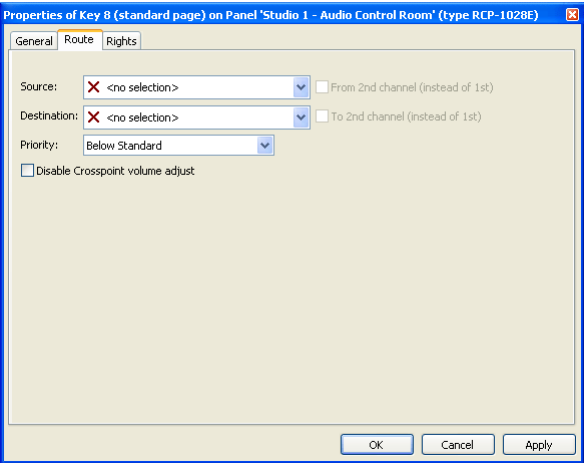 Properties of Key 8 (standard page) on Panel 'Studio 1 - Audio Control Room' (type RCP-1028E)
General Route Rights
Source: <no selection> From 2nd channel (instead of 1st)
Destination: <no selection> To 2nd channel (instead of 1st)
Priority: Below Standard
Disable Crosspoint volume adjust
OK Cancel Apply